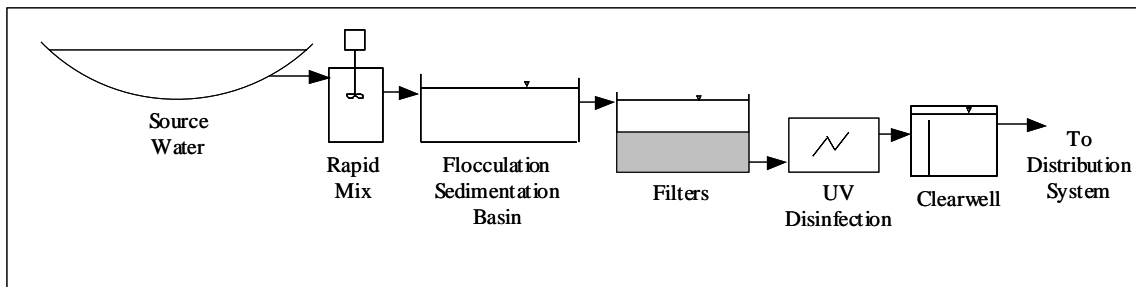 Source
Water
Rapid
Mix
Flocculation
Sedimentation
Basin
Filters
UV
Disinfection
Clearwell
To
Distribution
System